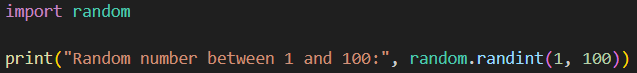 import random
print("Random number between 1 and 100:", random.randint(1, 100))